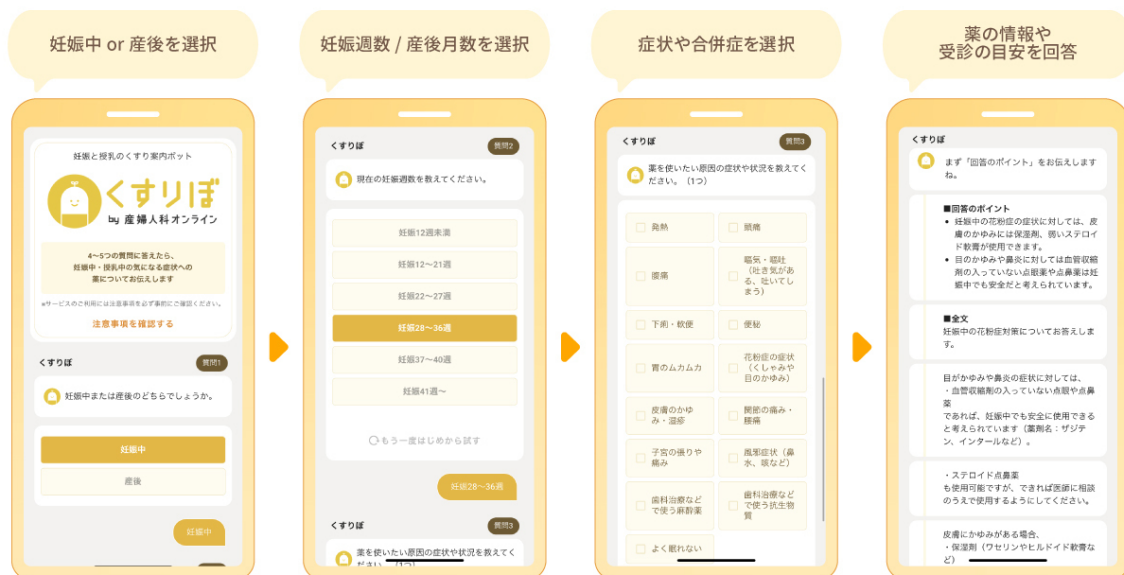 妊娠中 or 産後を選択
妊娠と授乳のくすり案内ボット
くすりぼ
by 産婦人科オンライン
4〜5つの質問に答えたら、
妊娠中・授乳中の気になる症状への
薬についてお伝えします
※サービスのご利用には注意事項を必ず事前にご確認ください。
注意事項を確認する
くすりぼ
質問1
妊娠中または産後のどちらでしょうか。
妊娠中
産後
妊娠中
妊娠週数 / 産後月数を選択
くすりぼ
質問2
現在の妊娠週数を教えてください。
妊娠12週未満
妊娠12〜21週
妊娠22〜27週
妊娠28〜36週
妊娠37〜40週
妊娠41週〜
もう一度はじめから試す
妊娠28〜36週
くすりぼ
質問3
薬を使いたい原因の症状や状況を教えてく
ださい。（1つ）
症状や合併症を選択
くすりぼ
質問3
薬を使いたい原因の症状や状況を教えてく
ださい。（1つ）
発熱
頭痛
腹痛
嘔気・嘔吐
（吐き気があ
る、吐いてし
まう）
下痢・軟便
便秘
胃のムカムカ
花粉症の症状
（くしゃみや
目のかゆみ）
皮膚のかゆ
み・湿疹
関節の痛み・
腰痛
子宮の張りや
痛み
風邪症状（鼻
水、咳など）
歯科治療など
で使う麻酔薬
歯科治療など
で使う抗生物
質
よく眠れない
薬の情報や
受診の目安を回答
くすりぼ
まず「回答のポイント」をお伝えします
ね。
■回答のポイント
• 妊娠中の花粉症の症状に対しては、皮
膚のかゆみには保湿剤、弱いステロイ
ド軟膏が使用できます。
• 目のかゆみや鼻炎に対しては血管収縮
剤の入っていない点眼薬や点鼻薬は妊
娠中でも安全だと考えられています。
■全文
妊娠中の花粉症対策についてお答えしま
す。
目がかゆみや鼻炎の症状に対しては、
・血管収縮剤の入っていない点眼や点鼻
薬
であれば、妊娠中でも安全に使用できる
と考えられています（薬剤名：ザジテ
ン、インタールなど）。
・ステロイド点鼻薬
も使用可能ですが、できれば医師に相談
のうえで使用するようにしてください。
皮膚にかゆみがある場合、
・保湿剤（ワセリンやヒルドイド軟膏な
ど）